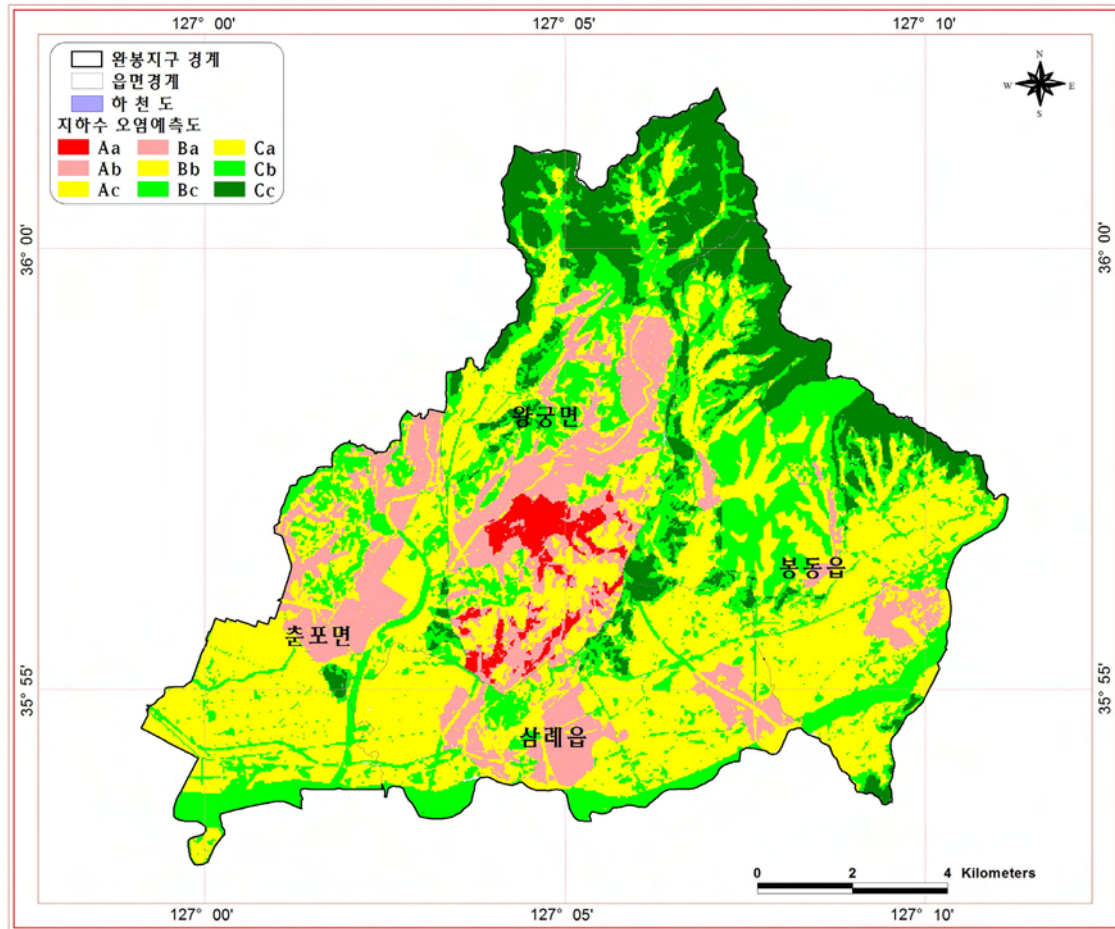 127° 00' 127° 05' 127° 10'
완봉지구 경계
읍면경계
하 천 도
지하수 오염예측도
Aa Ba Ca
Ab Bb Cb
Ac Bc Cc
N
W E
S
36° 00' 36° 00'
왕궁면
봉동읍
춘포면
35° 55' 35° 55'
삼례읍
0 2 4 Kilometers
127° 00' 127° 05' 127° 10'